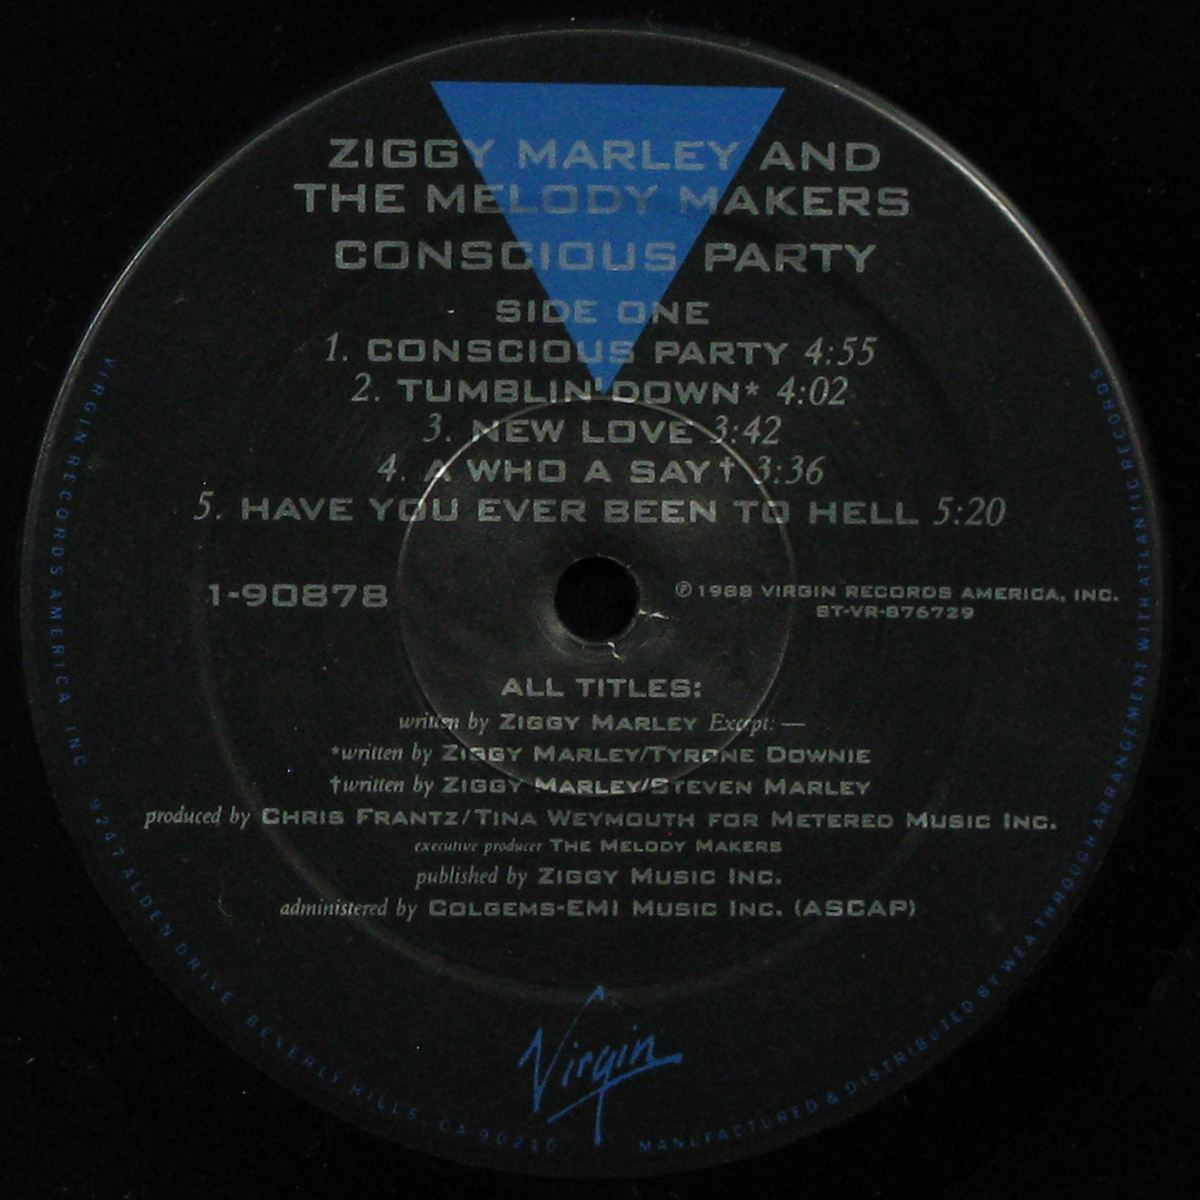 ZIGGY MARLEY AND
THE MELODY MAKERS
CONSCIOUS PARTY
SIDE ONE
1. CONSCIOUS PARTY 4:55
2. TUMBLIN' DOWN* 4:02
3. NEW LOVE 3:42
4. A WHO A SAY† 3:36
5. HAVE YOU EVER BEEN TO HELL 5:20
1-90878
℗ 1988 VIRGIN RECORDS AMERICA, INC.
ST-VR-876729
ALL TITLES:
written by ZIGGY MARLEY Except: —
*written by ZIGGY MARLEY/TYRONE DOWNIE
†written by ZIGGY MARLEY/STEVEN MARLEY
produced by CHRIS FRANTZ/TINA WEYMOUTH FOR METERED MUSIC INC.
executive producer THE MELODY MAKERS
published by ZIGGY MUSIC INC.
administered by COLGEMS-EMI MUSIC INC. (ASCAP)
Virgin
VIRGIN RECORDS AMERICA INC 9247 ALDEN DRIVE BEVERLY HILLS, CA 90210
MANUFACTURED & DISTRIBUTED BY WEA THROUGH ARRANGEMENT WITH ATLANTIC RECORDS